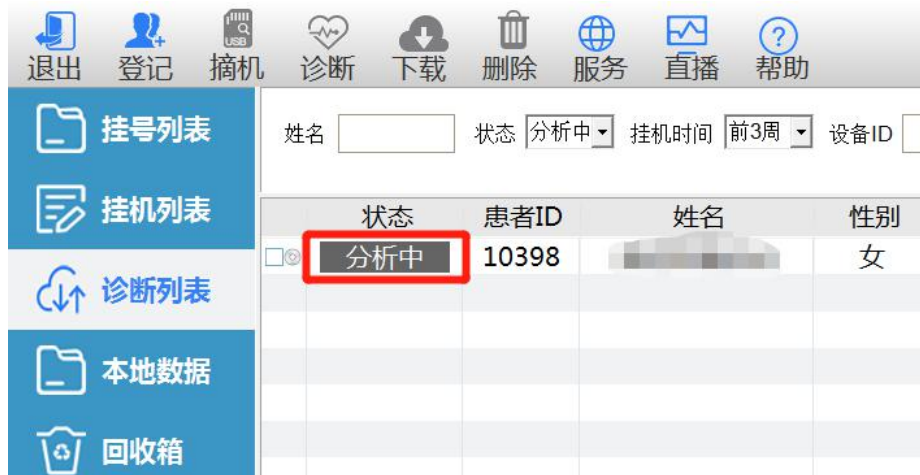 USB
退出 登记 摘机 诊断 下载 删除 服务 直播 帮助
挂号列表
姓名 状态 分析中 挂机时间 前3周 设备ID
挂机列表
状态 患者ID 姓名 性别
分析中 10398 女
诊断列表
本地数据
回收箱